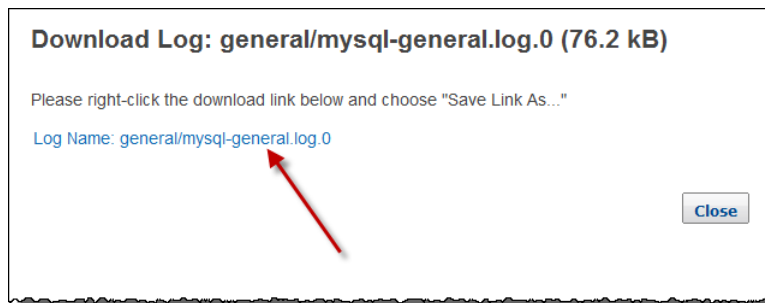 Download Log: general/mysql-general.log.0 (76.2 kB)
Please right-click the download link below and choose "Save Link As..."
Log Name: general/mysql-general.log.0
Close